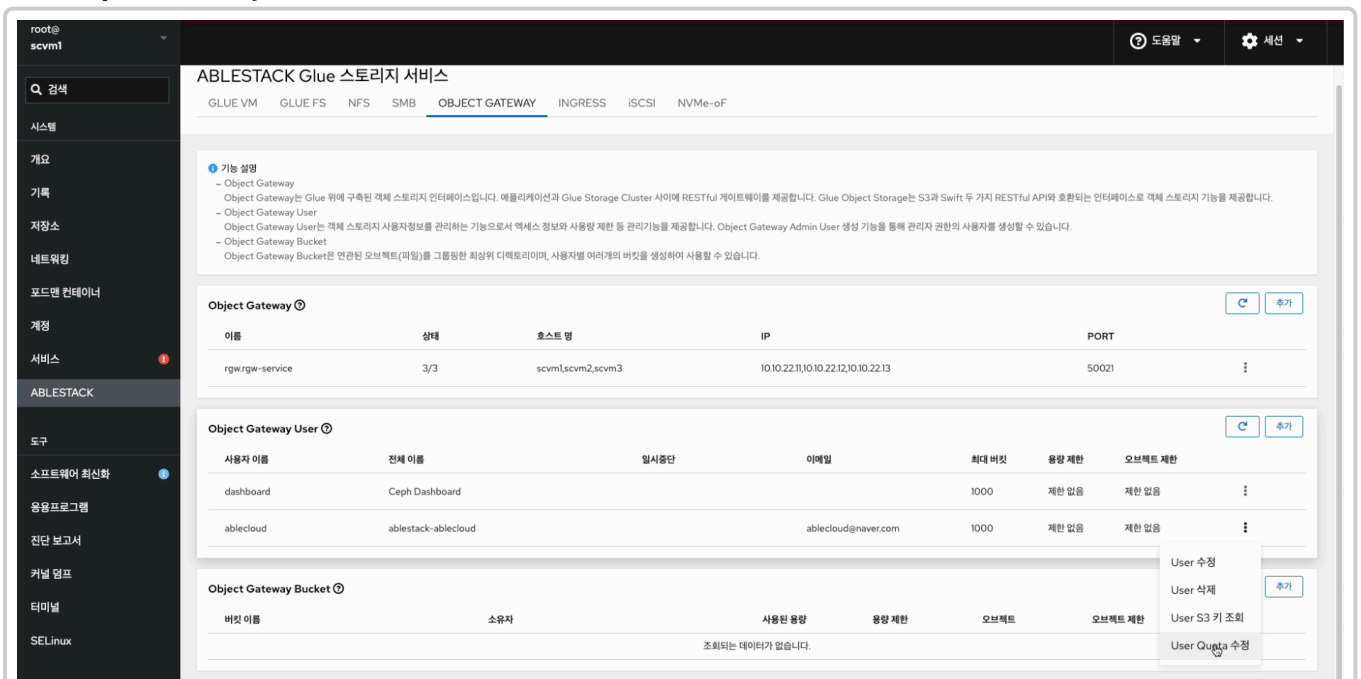 root@
scvm1
도움말
세션
검색
시스템
개요
기록
저장소
네트워킹
포드맨 컨테이너
계정
서비스
ABLESTACK
도구
소프트웨어 최신화
응용프로그램
진단 보고서
커널 덤프
터미널
SELinux
ABLESTACK Glue 스토리지 서비스
GLUE VM GLUE FS NFS SMB OBJECT GATEWAY INGRESS iSCSI NVMe-oF
기능 설명
– Object Gateway
Object Gateway는 Glue 위에 구축된 객체 스토리지 인터페이스입니다. 애플리케이션과 Glue Storage Cluster 사이에 RESTful 게이트웨이를 제공합니다. Glue Object Storage는 S3과 Swift 두 가지 RESTful API와 호환되는 인터페이스로 객체 스토리지 기능을 제공합니다.
– Object Gateway User
Object Gateway User는 객체 스토리지 사용자정보를 관리하는 기능으로서 엑세스 정보와 사용량 제한 등 관리기능을 제공합니다. Object Gateway Admin User 생성 기능을 통해 관리자 권한의 사용자를 생성할 수 있습니다.
– Object Gateway Bucket
Object Gateway Bucket은 연관된 오브젝트(파일)를 그룹핑한 최상위 디렉토리이며, 사용자별 여러개의 버킷을 생성하여 사용할 수 있습니다.
Object Gateway
추가
이름 상태 호스트 명 IP PORT
rgw.rgw-service 3/3 scvm1,scvm2,scvm3 10.10.22.11,10.10.22.12,10.10.22.13 50021
Object Gateway User
추가
사용자 이름 전체 이름 일시중단 이메일 최대 버킷 용량 제한 오브젝트 제한
dashboard Ceph Dashboard 1000 제한 없음 제한 없음
ablecloud ablestack-ablecloud ablecloud@naver.com 1000 제한 없음 제한 없음
User 수정
User 삭제
User S3 키 조회
User Quota 수정
Object Gateway Bucket
추가
버킷 이름 소유자 사용된 용량 용량 제한 오브젝트 오브젝트 제한
조회되는 데이터가 없습니다.